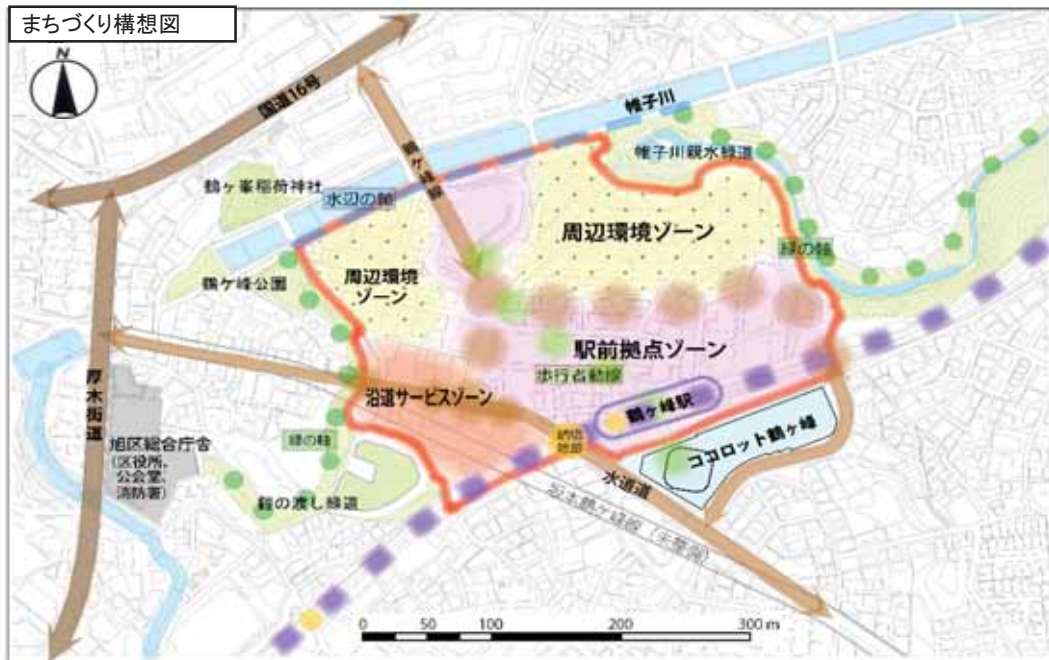 まちづくり構想図
N
国道16号
鶴ヶ峰線
帷子川
帷子川親水緑道
鶴ヶ峯稲荷神社
水辺の軸
周辺環境ゾーン
緑の軸
鶴ケ峰公園
周辺環境
ゾーン
駅前拠点ゾーン
歩行者動線
沿道サービスゾーン
鶴ヶ峰駅
厚木街道
ココロット鶴ヶ峰
緑の軸
旭区総合庁舎
(区役所、
公会堂、
消防署)
鎧の渡し緑道
水道道
0 50 100 200 300 m